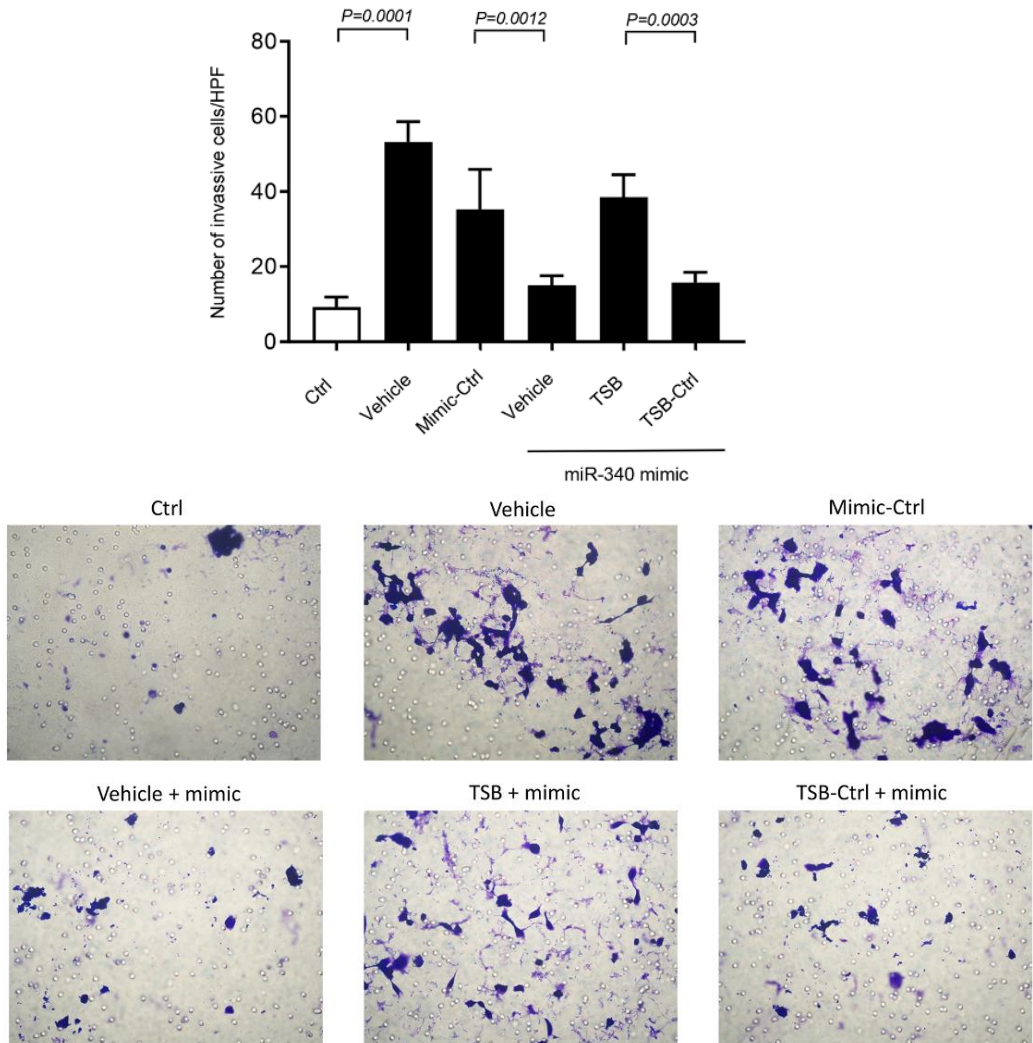 P=0.0001 P=0.0012 P=0.0003
80
60
40
20
0
Number of invassive cells/HPF
Ctrl Vehicle Mimic-Ctrl Vehicle TSB TSB-Ctrl
miR-340 mimic
Ctrl Vehicle Mimic-Ctrl
Vehicle + mimic TSB + mimic TSB-Ctrl + mimic